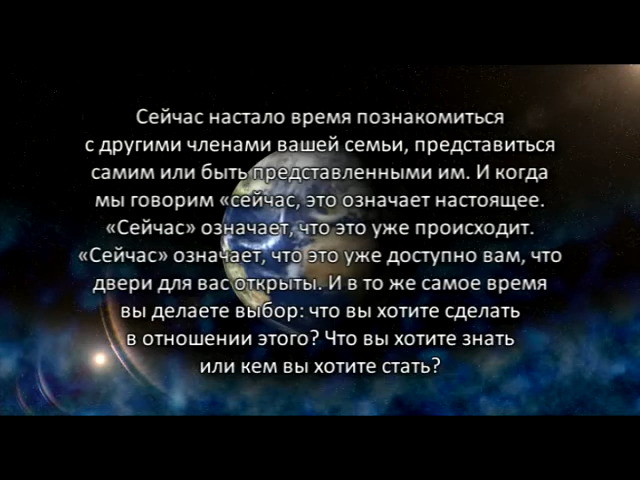 Сейчас настало время познакомиться
с другими членами вашей семьи, представиться
самим или быть представленными им. И когда
мы говорим «сейчас, это означает настоящее.
«Сейчас» означает, что это уже происходит.
«Сейчас» означает, что это уже доступно вам, что
двери для вас открыты. И в то же самое время
вы делаете выбор: что вы хотите сделать
в отношении этого? Что вы хотите знать
или кем вы хотите стать?